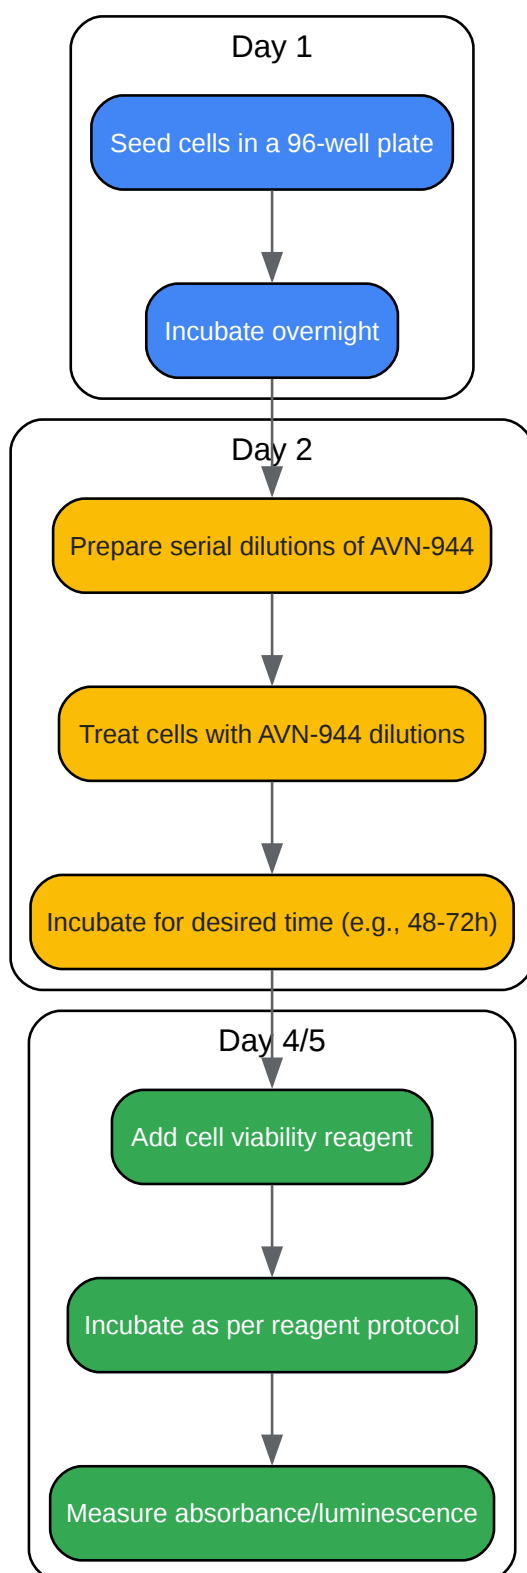 Day 1
Seed cells in a 96-well plate
Incubate overnight
Day 2
Prepare serial dilutions of AVN-944
Treat cells with AVN-944 dilutions
Incubate for desired time (e.g., 48-72h)
Day 4/5
Add cell viability reagent
Incubate as per reagent protocol
Measure absorbance/luminescence